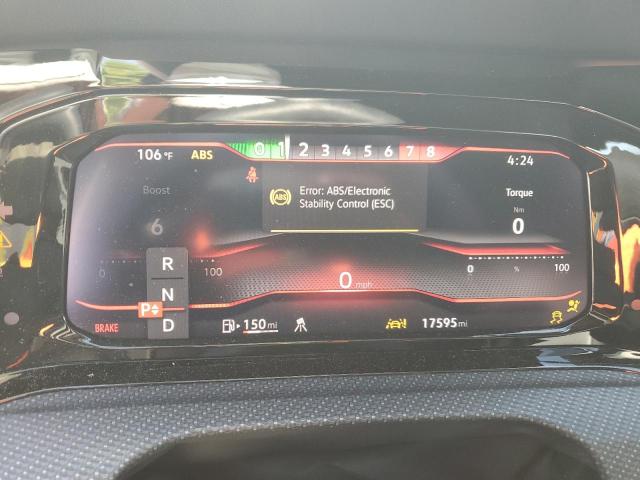 106 °F ABS 0 1 2 3 4 5 6 7 8 4:24
Boost
ABS
Error: ABS/Electronic
Stability Control (ESC)
Torque
Nm
6
0
R
0 100
0 mph
0 % 100
N
P
D
BRAKE
150 mi
17595 mi